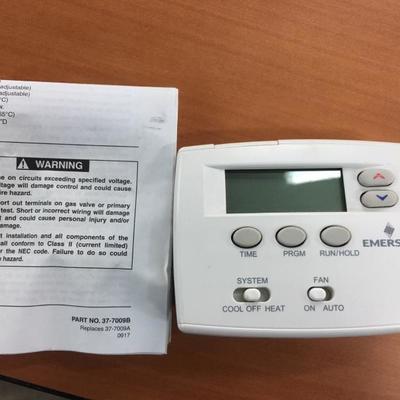 adjustable)
adjustable)
°C)
w.
55°C)
"D
WARNING
ne on circuits exceeding specified voltage.
ltage will damage control and could cause
ire hazard.
ort out terminals on gas valve or primary
test. Short or incorrect wiring will damage
t and could cause personal injury and/or
t installation and all components of the
all conform to Class II (current limited)
r the NEC code. Failure to do so could
e hazard.
PART NO. 37-7009B
Replaces 37-7009A
0917
TIME PRGM RUN/HOLD
EMERS
SYSTEM FAN
COOL OFF HEAT ON AUTO